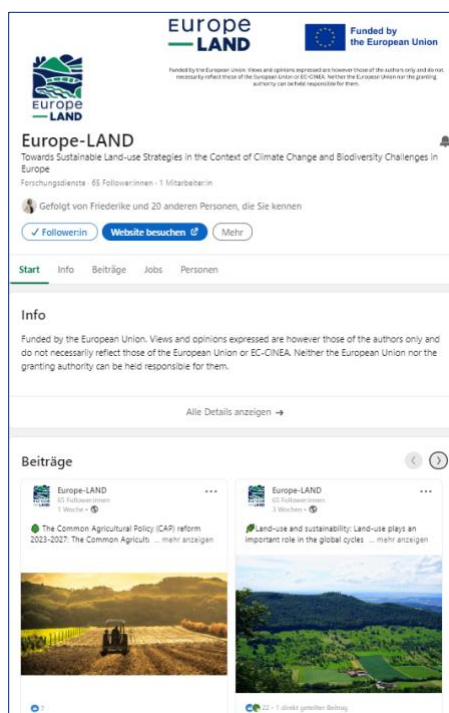 EUROPE
LAND
Funded by
the European Union
Funded by the European Union. Views and opinions expressed are however those of the authors only and do not
necessarily reflect those of the European Union or EC-CINEA. Neither the European Union nor the granting
authority can be held responsible for them.
EUROPE
LAND
Europe-LAND
Towards Sustainable Land-use Strategies in the Context of Climate Change and Biodiversity Challenges in
Europe
Forschungsdienste · 65 Follower:innen · 1 Mitarbeiter:in
Gefolgt von Friederike und 20 anderen Personen, die Sie kennen
✓ Follower:in
Website besuchen
Mehr
Start Info Beiträge Jobs Personen
Info
Funded by the European Union. Views and opinions expressed are however those of the authors only and
do not necessarily reflect those of the European Union or EC-CINEA. Neither the European Union nor the
granting authority can be held responsible for them.
Alle Details anzeigen →
Beiträge
Europe-LAND
65 Follower:innen
1 Woche •
The Common Agricultural Policy (CAP) reform
2023-2027: The Common Agricultu ... mehr anzeigen
7
Europe-LAND
65 Follower:innen
3 Wochen •
Land-use and sustainability: Land-use plays an
important role in the global cycles ... mehr anzeigen
22 · 1 direkt geteilter Beitrag